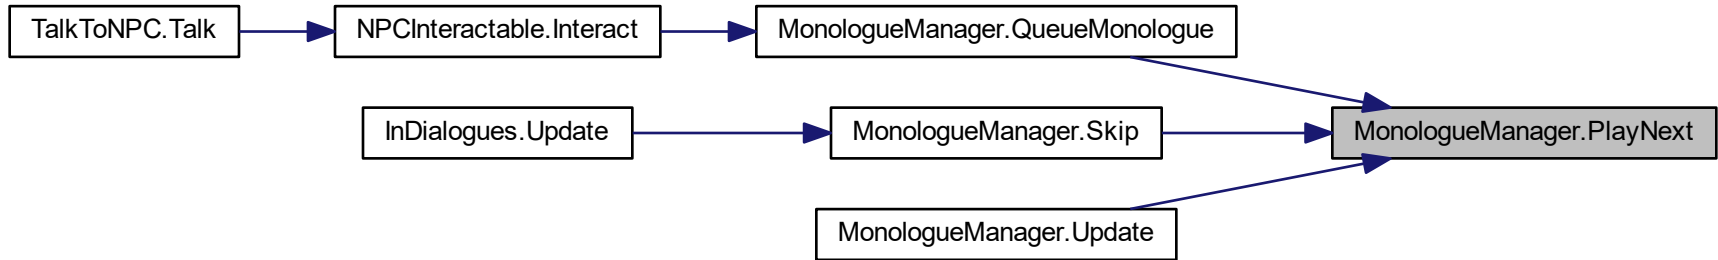 TalkToNPC.Talk
NPCInteractable.Interact
MonologueManager.QueueMonologue
InDialogues.Update
MonologueManager.Skip
MonologueManager.PlayNext
MonologueManager.Update